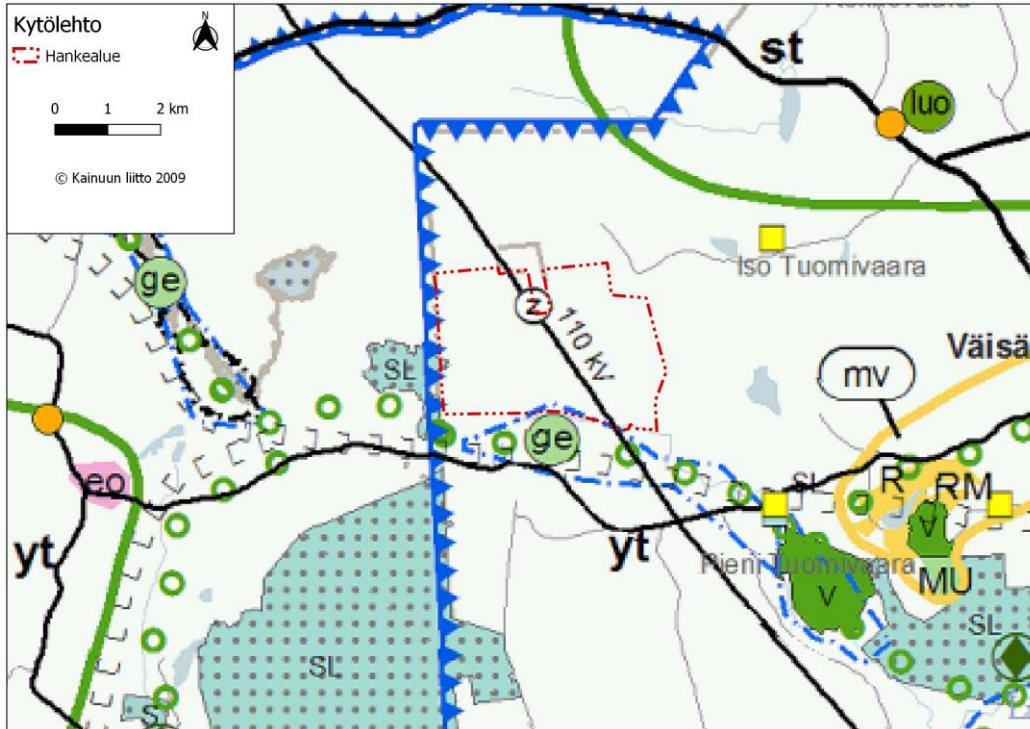 Kytölehto
N
Hankealue
0 1 2 km
© Kainuun liitto 2009
st
luo
ge
Iso Tuomivaara
z
110 kV
SL
Väisä
mv
ge
eo
SL
R
RM
yt
yt
V
Pieni Tuomivaara
V
MU
SL
SL
S